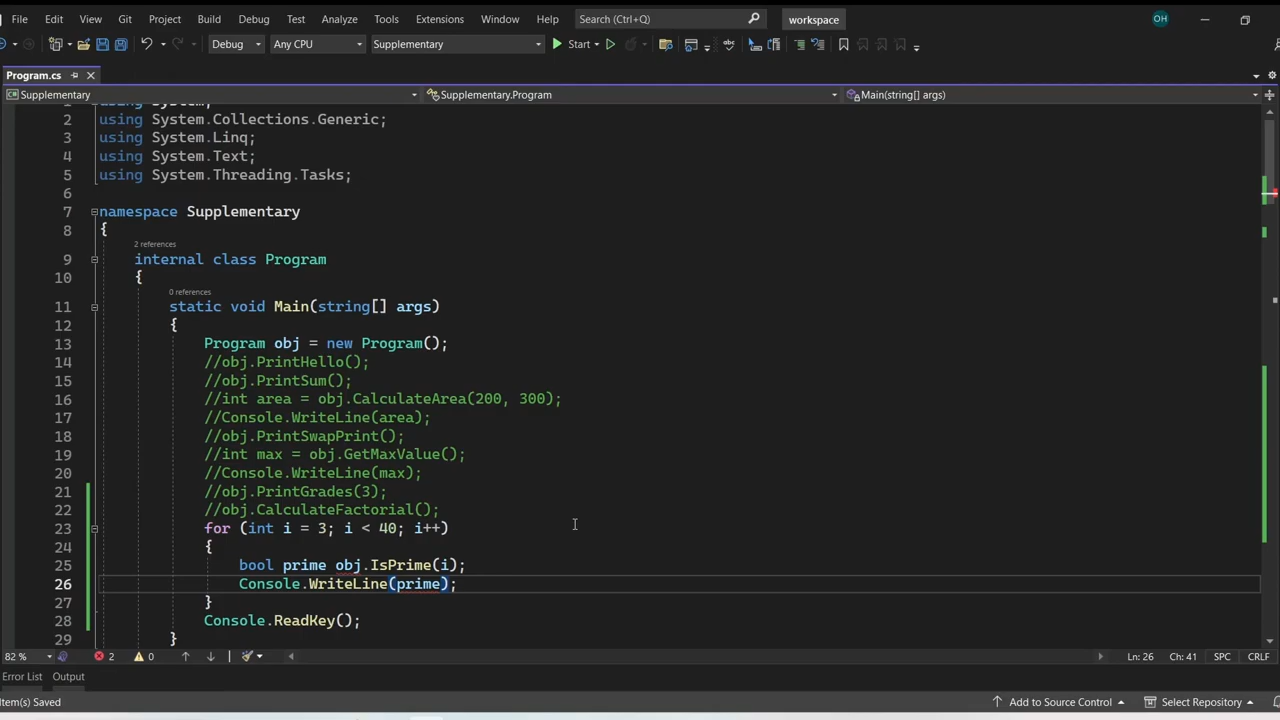 File Edit View Git Project Build Debug Test Analyze Tools Extensions Window Help Search (Ctrl+Q) workspace OH
Debug Any CPU Supplementary Start
Program.cs
Supplementary Supplementary.Program Main(string[] args)
1 using System;
2 using System.Collections.Generic;
3 using System.Linq;
4 using System.Text;
5 using System.Threading.Tasks;
6
7 namespace Supplementary
8 {
2 references
9 internal class Program
10 {
0 references
11 static void Main(string[] args)
12 {
13 Program obj = new Program();
14 //obj.PrintHello();
15 //obj.PrintSum();
16 //int area = obj.CalculateArea(200, 300);
17 //Console.WriteLine(area);
18 //obj.PrintSwapPrint();
19 //int max = obj.GetMaxValue();
20 //Console.WriteLine(max);
21 //obj.PrintGrades(3);
22 //obj.CalculateFactorial();
23 for (int i = 3; i < 40; i++)
24 {
25 bool prime obj.IsPrime(i);
26 Console.WriteLine(prime);
27 }
28 Console.ReadKey();
29 }
82 % 2 0 Ln: 26 Ch: 41 SPC CRLF
Error List Output
Item(s) Saved Add to Source Control Select Repository